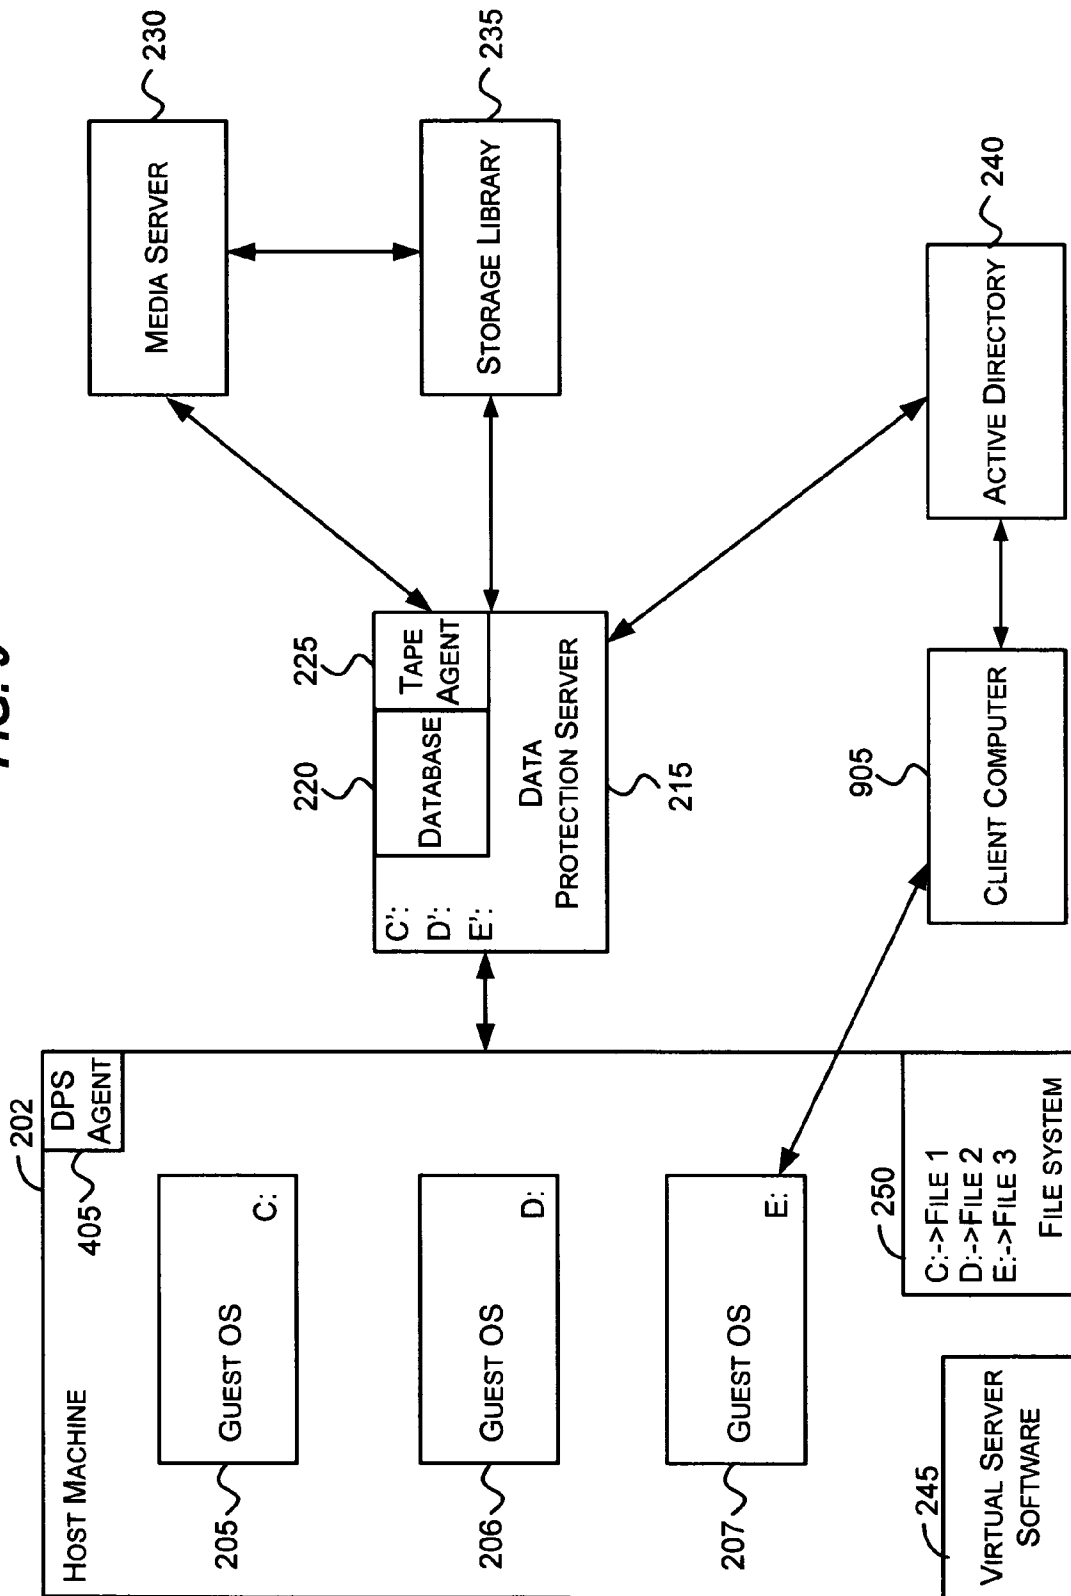 FIG. 9
HOST MACHINE
202
DPS
AGENT
405
205
GUEST OS
C:
206
GUEST OS
D:
207
GUEST OS
E:
245
VIRTUAL SERVER
SOFTWARE
250
C:->FILE 1
D:->FILE 2
E:->FILE 3
FILE SYSTEM
C':
D':
E':
220
DATABASE
225
TAPE
AGENT
DATA
PROTECTION SERVER
215
MEDIA SERVER
230
STORAGE LIBRARY
235
905
CLIENT COMPUTER
ACTIVE DIRECTORY
240